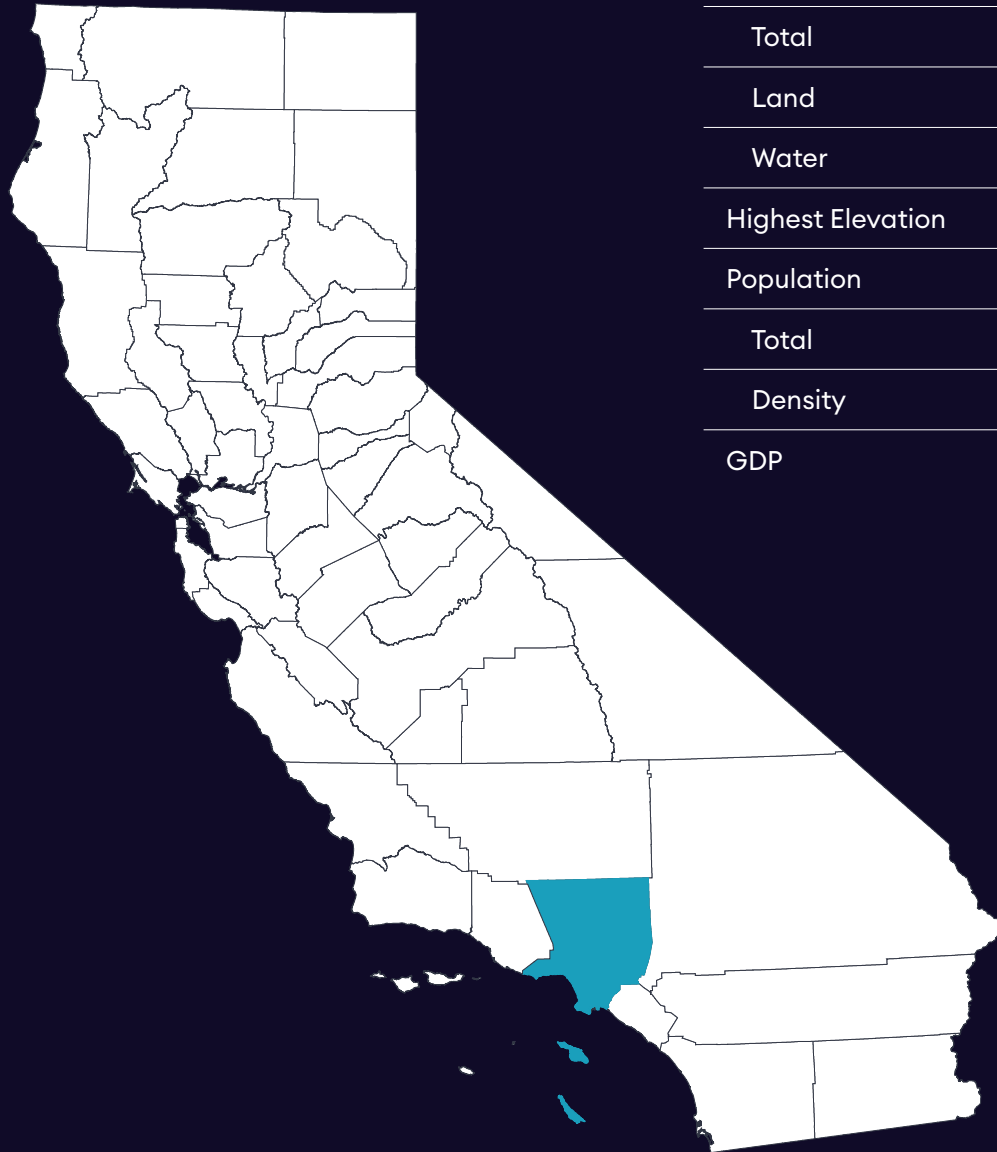 Total
Land
Water
Highest Elevation
Population
Total
Density
GDP